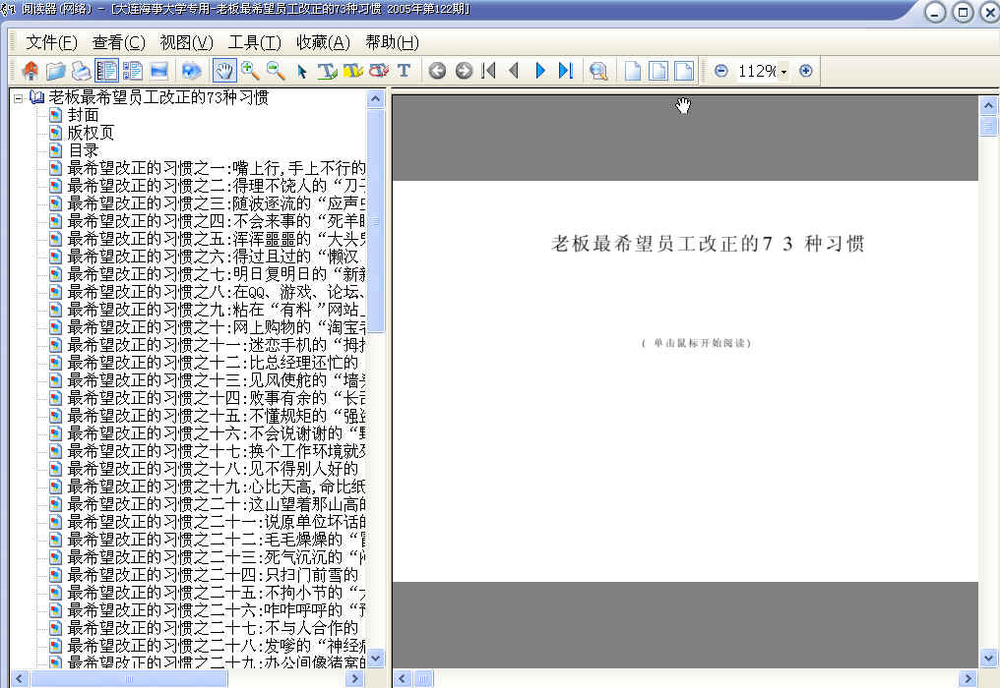 阅读器(网络) - [大连海事大学专用-老板最希望员工改正的73种习惯 2005年第122期]
文件(F) 查看(C) 视图(V) 工具(T) 收藏(A) 帮助(H)
T 112%
老板最希望员工改正的73种习惯
封面
版权页
目录
最希望改正的习惯之一:嘴上行,手上不行的
最希望改正的习惯之二:得理不饶人的“刀子
最希望改正的习惯之三:随波逐流的“应声虫
最希望改正的习惯之四:不会来事的“死羊眼
最希望改正的习惯之五:浑浑噩噩的“大头兵
最希望改正的习惯之六:得过且过的“懒汉
最希望改正的习惯之七:明日复明日的“新新
最希望改正的习惯之八:在QQ、游戏、论坛、
最希望改正的习惯之九:粘在“有料”网站上
最希望改正的习惯之十:网上购物的“淘宝者
最希望改正的习惯之十一:迷恋手机的“拇指
最希望改正的习惯之十二:比总经理还忙的
最希望改正的习惯之十三:见风使舵的“墙头
最希望改正的习惯之十四:败事有余的“长舌
最希望改正的习惯之十五:不懂规矩的“强盗
最希望改正的习惯之十六:不会说谢谢的“野
最希望改正的习惯之十七:换个工作环境就死
最希望改正的习惯之十八:见不得别人好的
最希望改正的习惯之十九:心比天高,命比纸
最希望改正的习惯之二十:这山望着那山高的
最希望改正的习惯之二十一:说原单位坏话的
最希望改正的习惯之二十二:毛毛燥燥的“冒
最希望改正的习惯之二十三:死气沉沉的“闷
最希望改正的习惯之二十四:只扫门前雪的
最希望改正的习惯之二十五:不拘小节的“大
最希望改正的习惯之二十六:咋咋呼呼的“预
最希望改正的习惯之二十七:不与人合作的
最希望改正的习惯之二十八:发嗲的“神经病
最希望改正的习惯之二十九:办公间像猪窝的
老板最希望员工改正的7 3 种习惯
( 单击鼠标开始阅读)